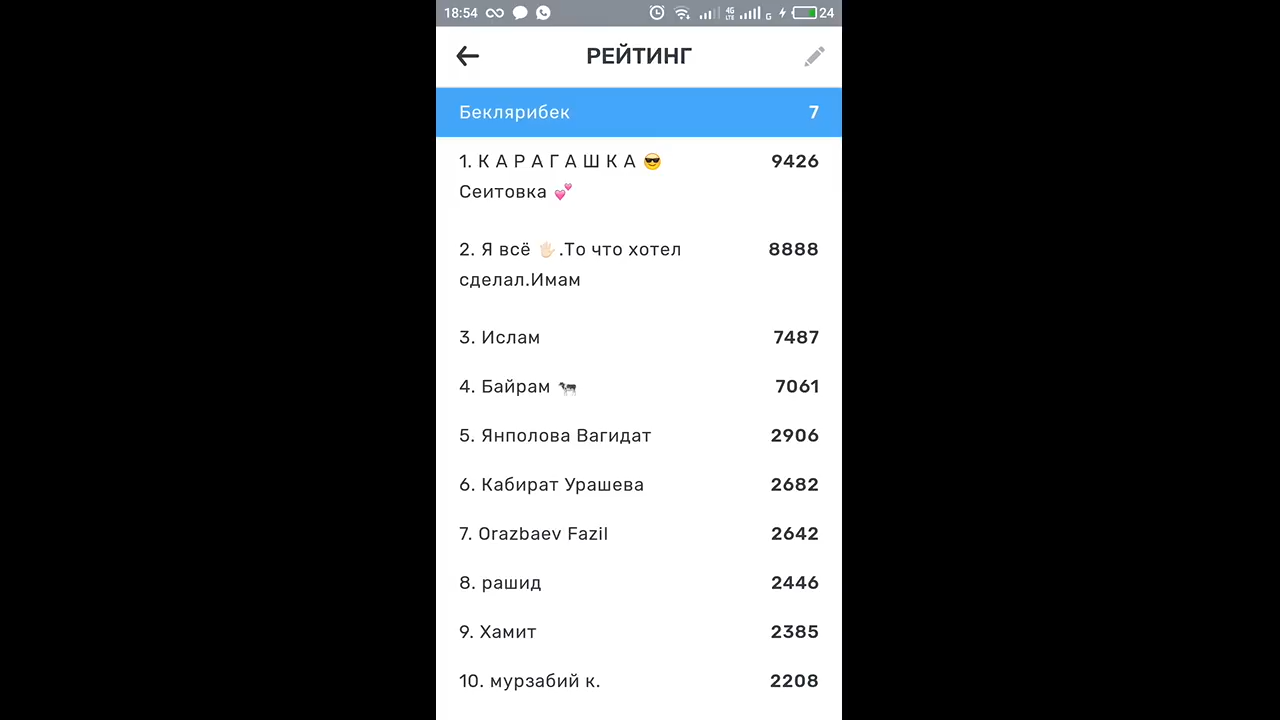 18:54 4G LTE G 24
РЕЙТИНГ
Беклярибек 7
1. К А Р А Г А Ш К А 😎 9426
Сеитовка 💕
2. Я всё 🖐🏻.То что хотел 8888
сделал.Имам
3. Ислам 7487
4. Байрам 🐄 7061
5. Янполова Вагидат 2906
6. Кабират Урашева 2682
7. Orazbaev Fazil 2642
8. рашид 2446
9. Хамит 2385
10. мурзабий к. 2208